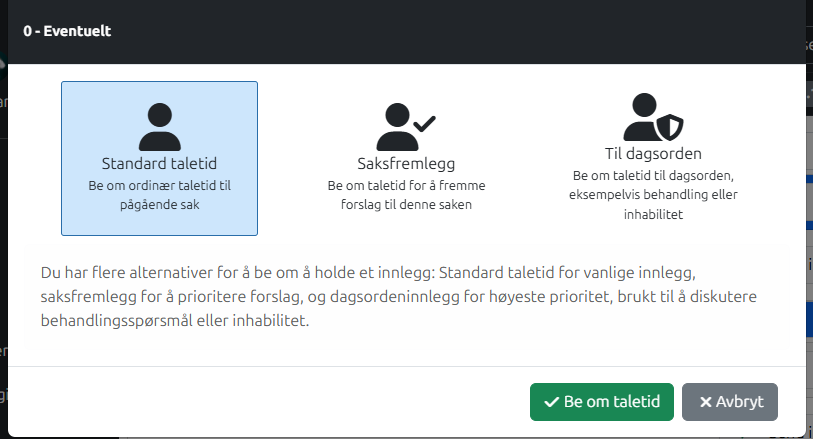 0 - Eventuelt
Standard taletid
Be om ordinær taletid til
pågående sak
Saksfremlegg
Be om taletid for å fremme
forslag til denne saken
Til dagsorden
Be om taletid til dagsorden,
eksempelvis behandling eller
inhabilitet
Du har flere alternativer for å be om å holde et innlegg: Standard taletid for vanlige innlegg,
saksfremlegg for å prioritere forslag, og dagsordeninnlegg for høyeste prioritet, brukt til å diskutere
behandlingsspørsmål eller inhabilitet.
Be om taletid
Avbryt